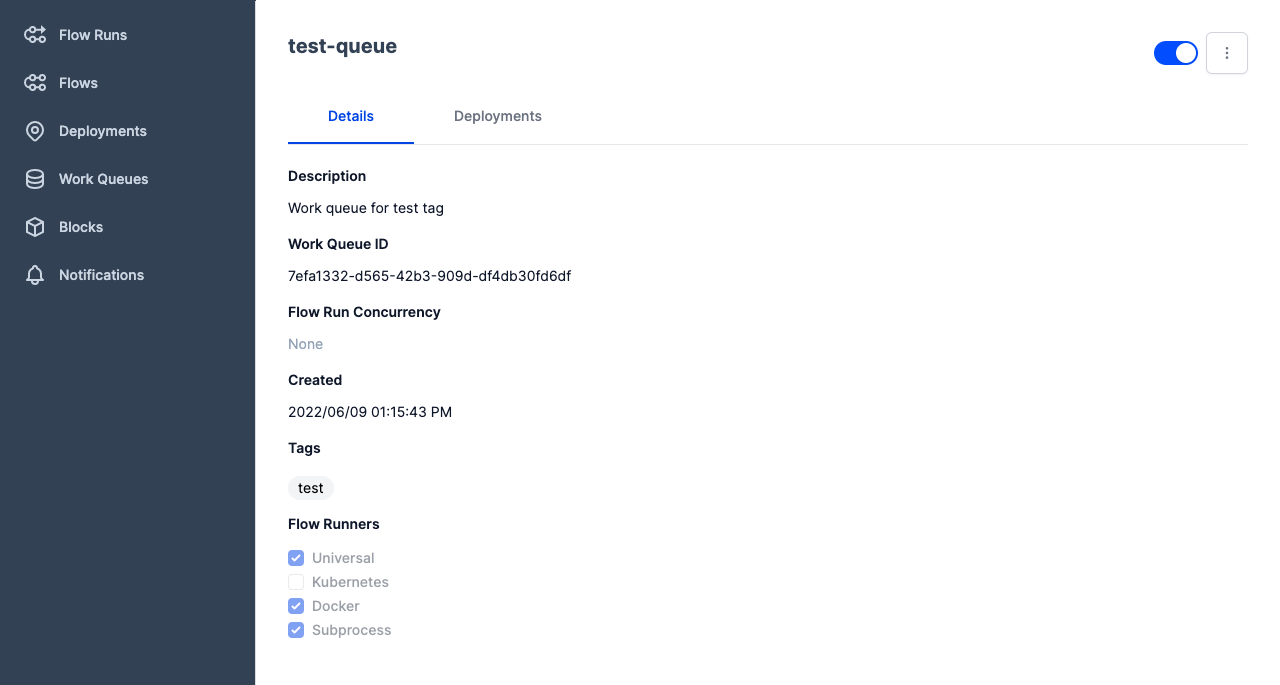 Flow Runs
Flows
Deployments
Work Queues
Blocks
Notifications
test-queue
Details
Deployments
Description
Work queue for test tag
Work Queue ID
7efa1332-d565-42b3-909d-df4db30fd6df
Flow Run Concurrency
None
Created
2022/06/09 01:15:43 PM
Tags
test
Flow Runners
Universal
Kubernetes
Docker
Subprocess